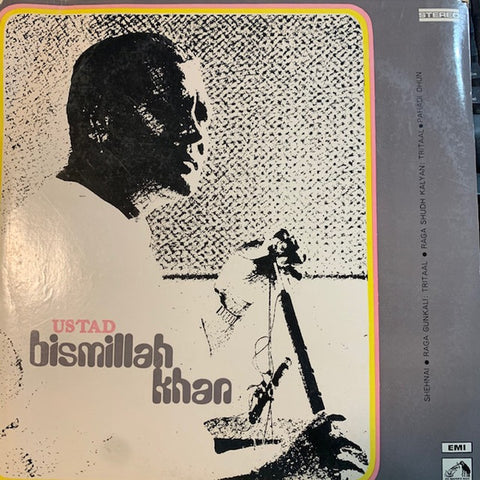 STEREO
USTAD
bismillah
khan
SHEHNAI ● RAGA GUNKALI: TRITAAL ● RAGA SHUDH KALYAN: TRITAAL ● PAHADI DHUN
EMI